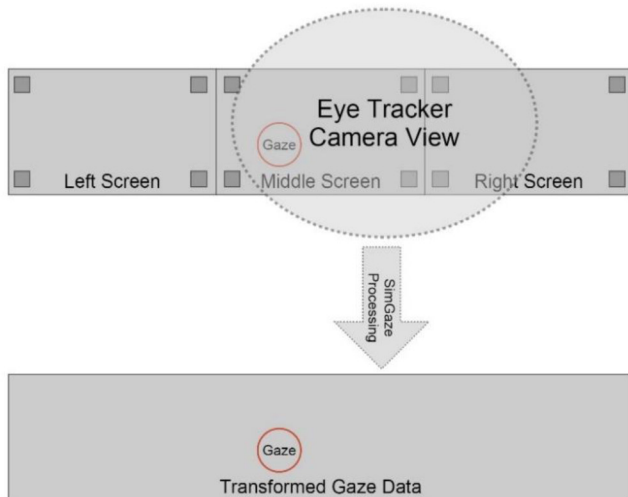 Eye Tracker
Camera View
Gaze
Left Screen
Middle Screen
Right Screen
SimGaze
Processing
Gaze
Transformed Gaze Data